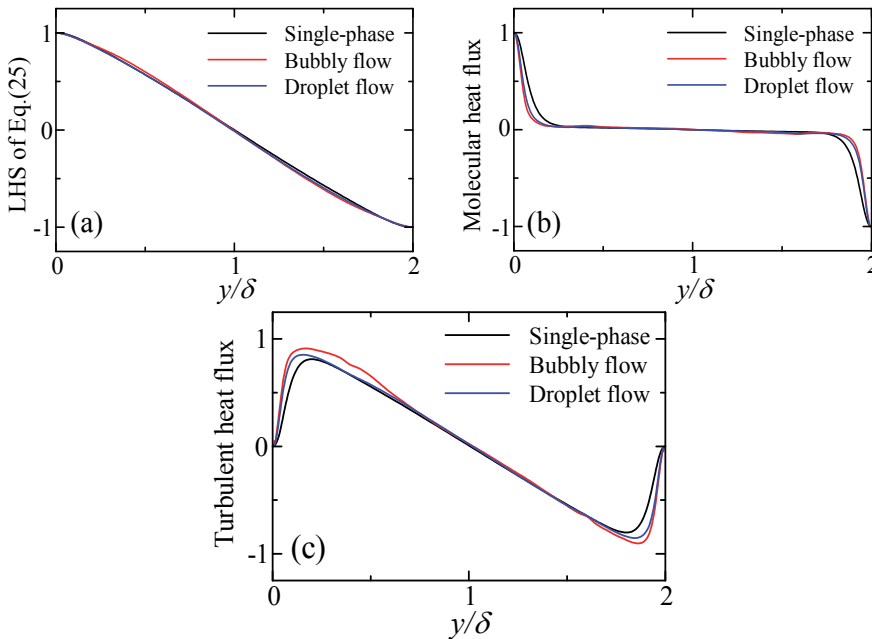 LHS of Eq.(25)
1
0
-1
Single-phase
Bubbly flow
Droplet flow
(a)
0
1
2
y/δ
Molecular heat flux
1
0
-1
Single-phase
Bubbly flow
Droplet flow
(b)
0
1
2
y/δ
Turbulent heat flux
1
0
-1
Single-phase
Bubbly flow
Droplet flow
(c)
0
1
2
y/δ